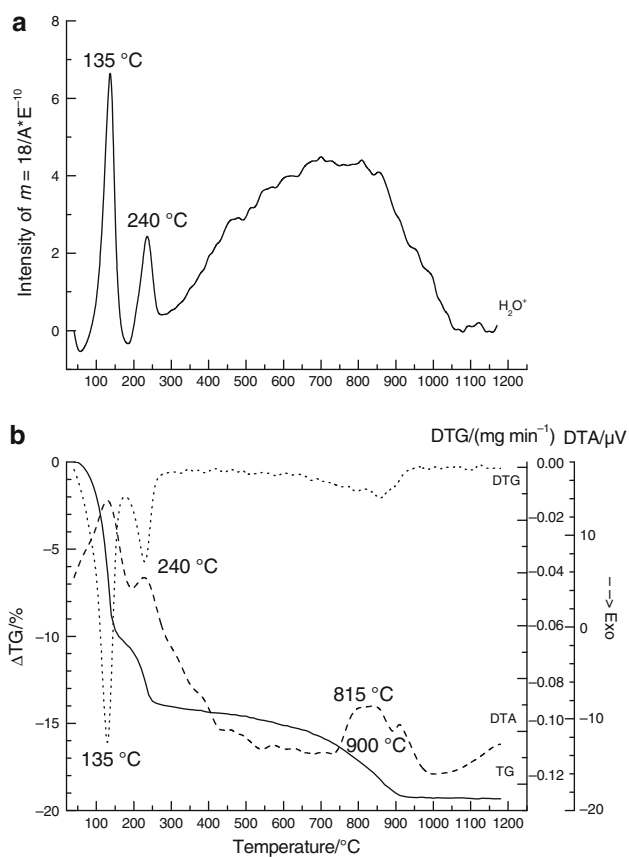 a
8
6
4
2
0
Intensity of m = 18/A*E⁻¹⁰
135 °C
240 °C
H₂O⁺
100 200 300 400 500 600 700 800 900 1000 1100 1200
b
DTG/(mg min⁻¹) DTA/µV
0
−5
−10
−15
−20
ΔTG/%
135 °C
240 °C
815 °C
900 °C
DTG
DTA
TG
0.00
−0.02
−0.04
−0.06
−0.08
−0.10
−0.12
10
0
−10
−20
--> Exo
100 200 300 400 500 600 700 800 900 1000 1100 1200
Temperature/°C